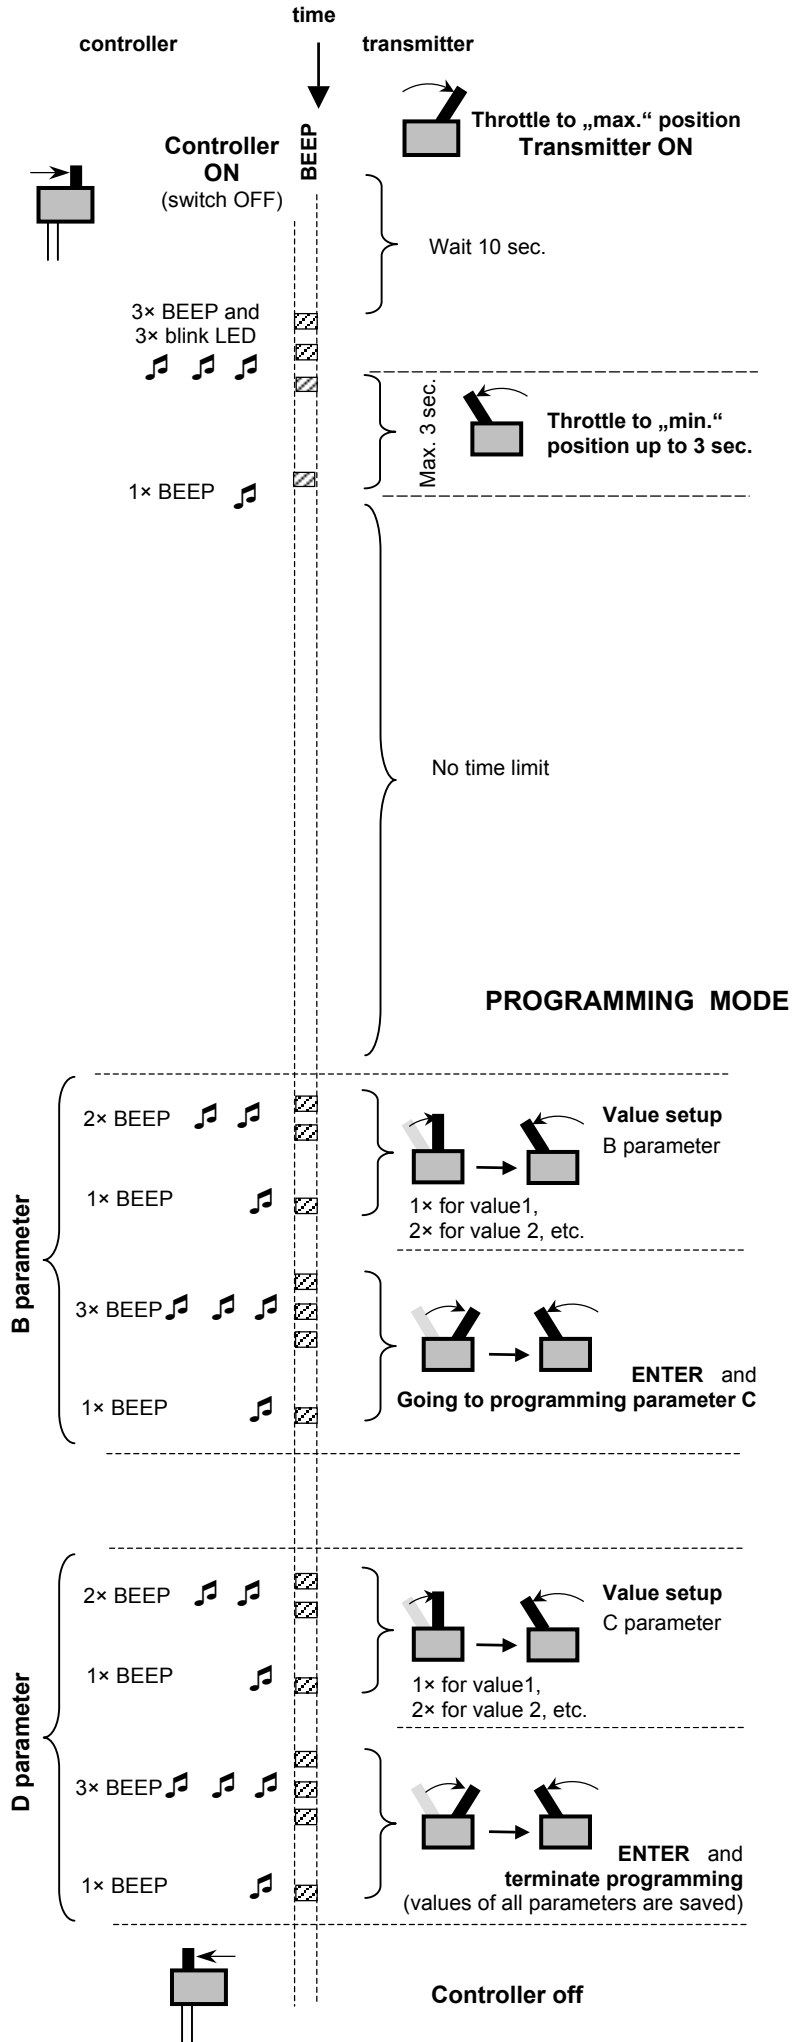 time
controller
transmitter
BEEP
Throttle to „max.“ position
Transmitter ON
Controller
ON
(switch OFF)
Wait 10 sec.
3× BEEP and
3× blink LED
Max. 3 sec.
Throttle to „min.“
position up to 3 sec.
1× BEEP
No time limit
PROGRAMMING MODE
B parameter
2× BEEP
Value setup
B parameter
1× BEEP
1× for value1,
2× for value 2, etc.
3× BEEP
ENTER and
Going to programming parameter C
1× BEEP
D parameter
2× BEEP
Value setup
C parameter
1× BEEP
1× for value1,
2× for value 2, etc.
3× BEEP
ENTER and
terminate programming
(values of all parameters are saved)
1× BEEP
Controller off